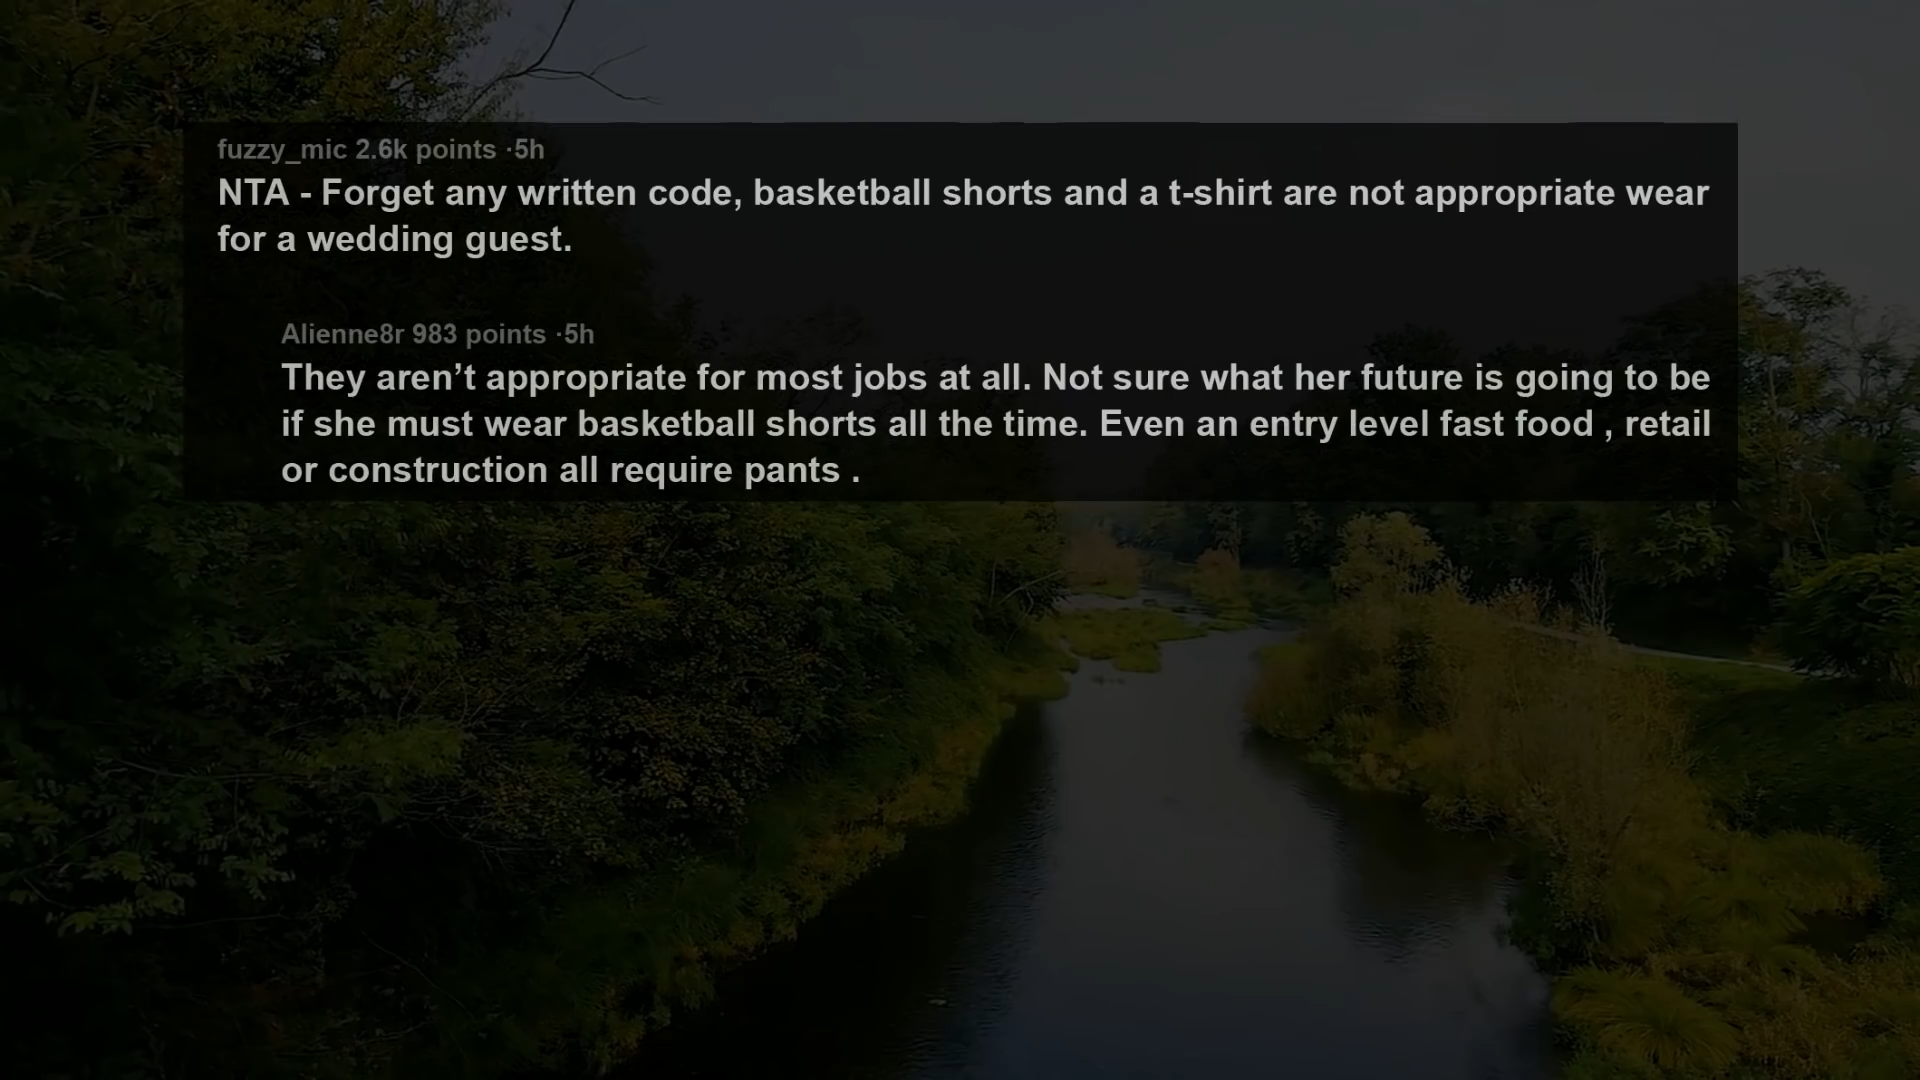 fuzzy_mic 2.6k points ·5h
NTA - Forget any written code, basketball shorts and a t-shirt are not appropriate wear
for a wedding guest.
Alienne8r 983 points ·5h
They aren’t appropriate for most jobs at all. Not sure what her future is going to be
if she must wear basketball shorts all the time. Even an entry level fast food , retail
or construction all require pants .